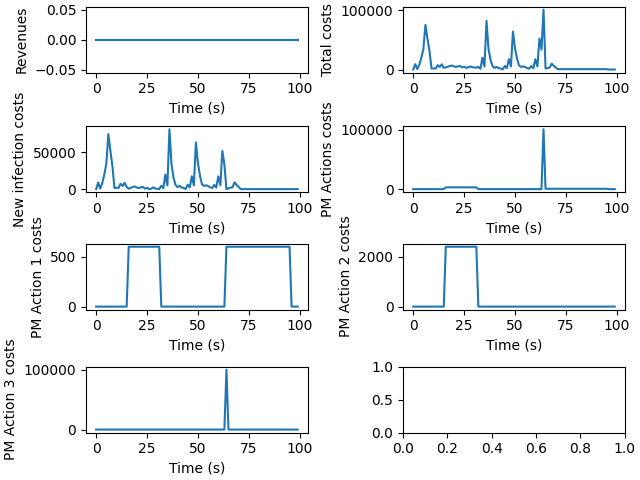 Revenues
0.05
0.00
−0.05
0 25 50 75 100
Time (s)
Total costs
100000
0
0 25 50 75 100
Time (s)
New infection costs
50000
0
0 25 50 75 100
Time (s)
PM Actions costs
100000
0
0 25 50 75 100
Time (s)
PM Action 1 costs
500
0
0 25 50 75 100
Time (s)
PM Action 2 costs
2000
0
0 25 50 75 100
Time (s)
PM Action 3 costs
100000
0
0 25 50 75 100
Time (s)
1.0
0.5
0.0
0.0 0.2 0.4 0.6 0.8 1.0